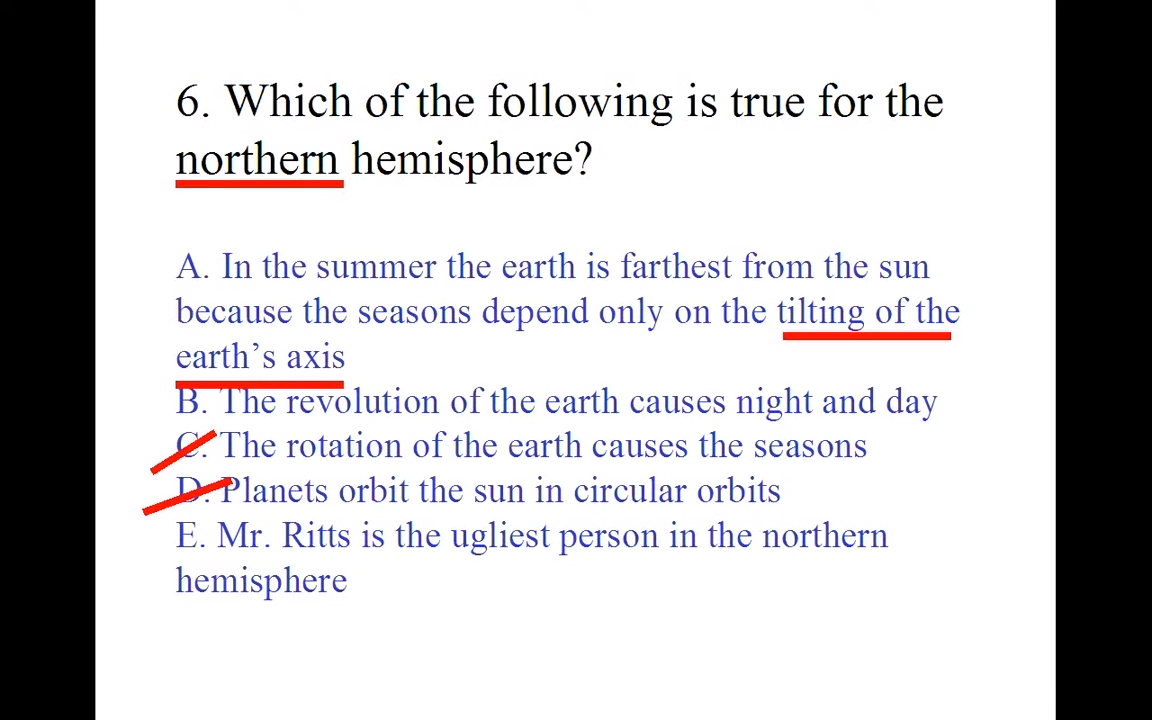 6. Which of the following is true for the
northern hemisphere?
A. In the summer the earth is farthest from the sun
because the seasons depend only on the tilting of the
earth’s axis
B. The revolution of the earth causes night and day
C. The rotation of the earth causes the seasons
D. Planets orbit the sun in circular orbits
E. Mr. Ritts is the ugliest person in the northern
hemisphere